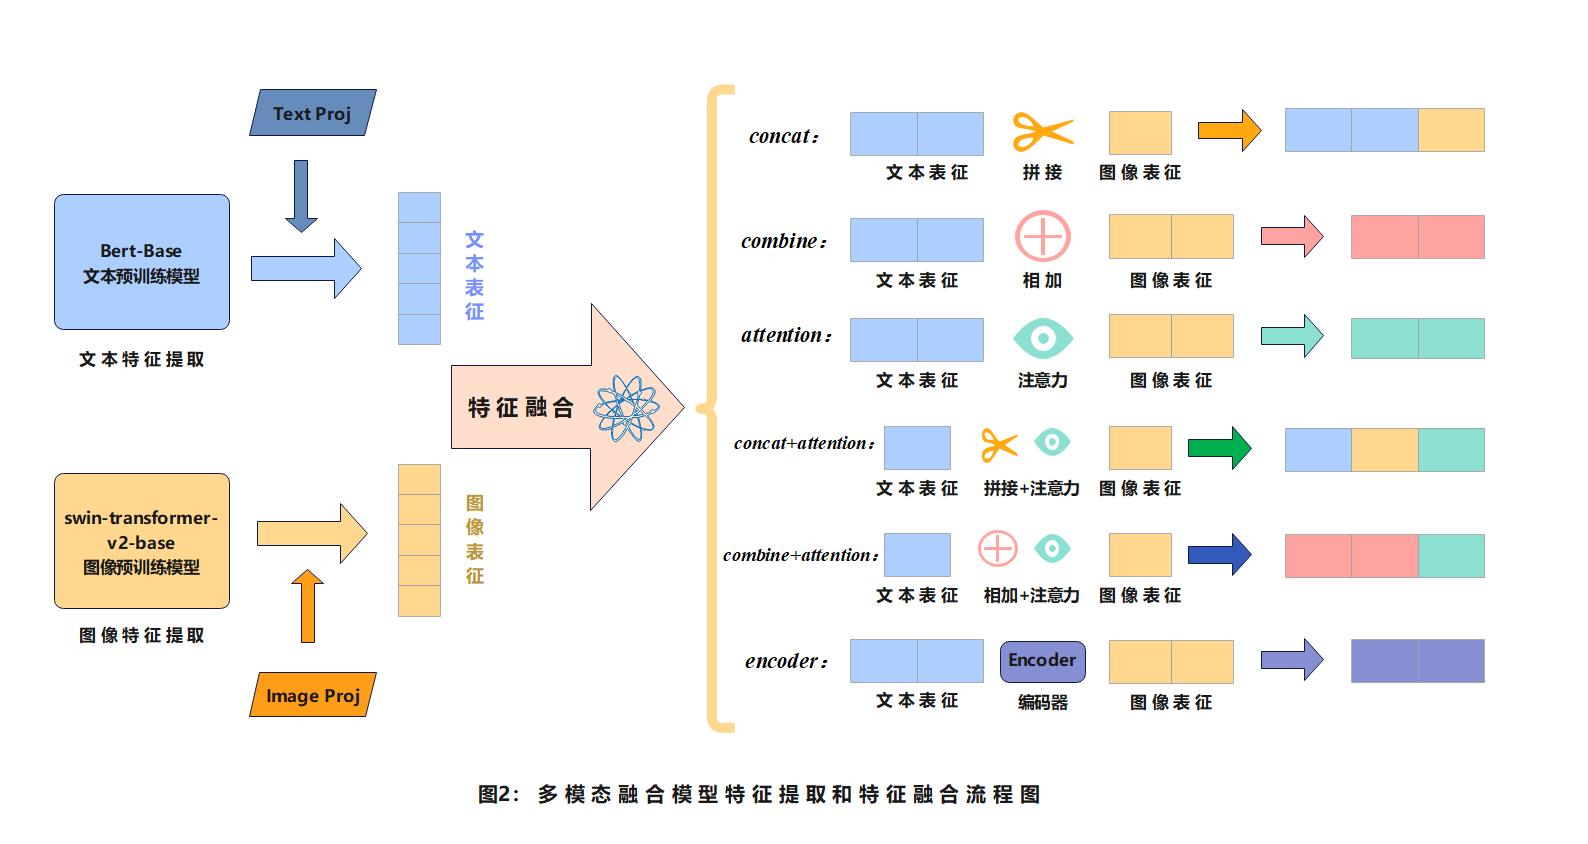 Text Proj
Bert-Base
文本预训练模型
文本特征提取
文本表征
swin-transformer-
v2-base
图像预训练模型
图像特征提取
Image Proj
图像表征
特征融合
concat：
文本表征
拼接
图像表征
combine：
文本表征
相加
图像表征
attention：
文本表征
注意力
图像表征
concat+attention：
文本表征
拼接+注意力
图像表征
combine+attention：
文本表征
相加+注意力
图像表征
encoder：
Encoder
文本表征
编码器
图像表征
图2：多模态融合模型特征提取和特征融合流程图